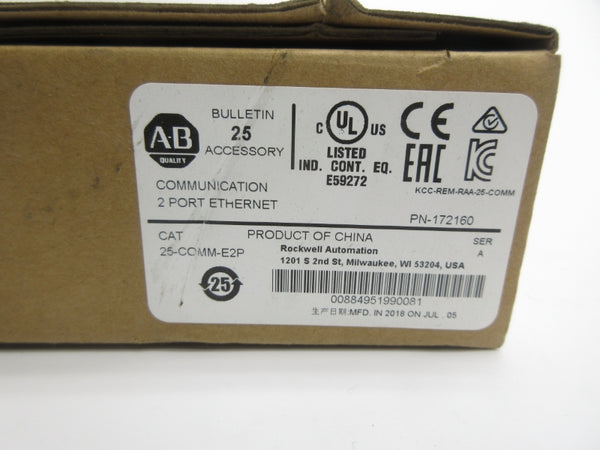 AB
QUALITY
BULLETIN
25
ACCESSORY
C UL US
LISTED
IND. CONT. EQ.
E59272
CE
EAC
KCC-REM-RAA-25-COMM
COMMUNICATION
2 PORT ETHERNET
PN-172160
CAT
25-COMM-E2P
PRODUCT OF CHINA
Rockwell Automation
1201 S 2nd St, Milwaukee, WI 53204, USA
SER
A
25
00884951990081
生产日期:MFD. IN 2018 ON JUL . 05